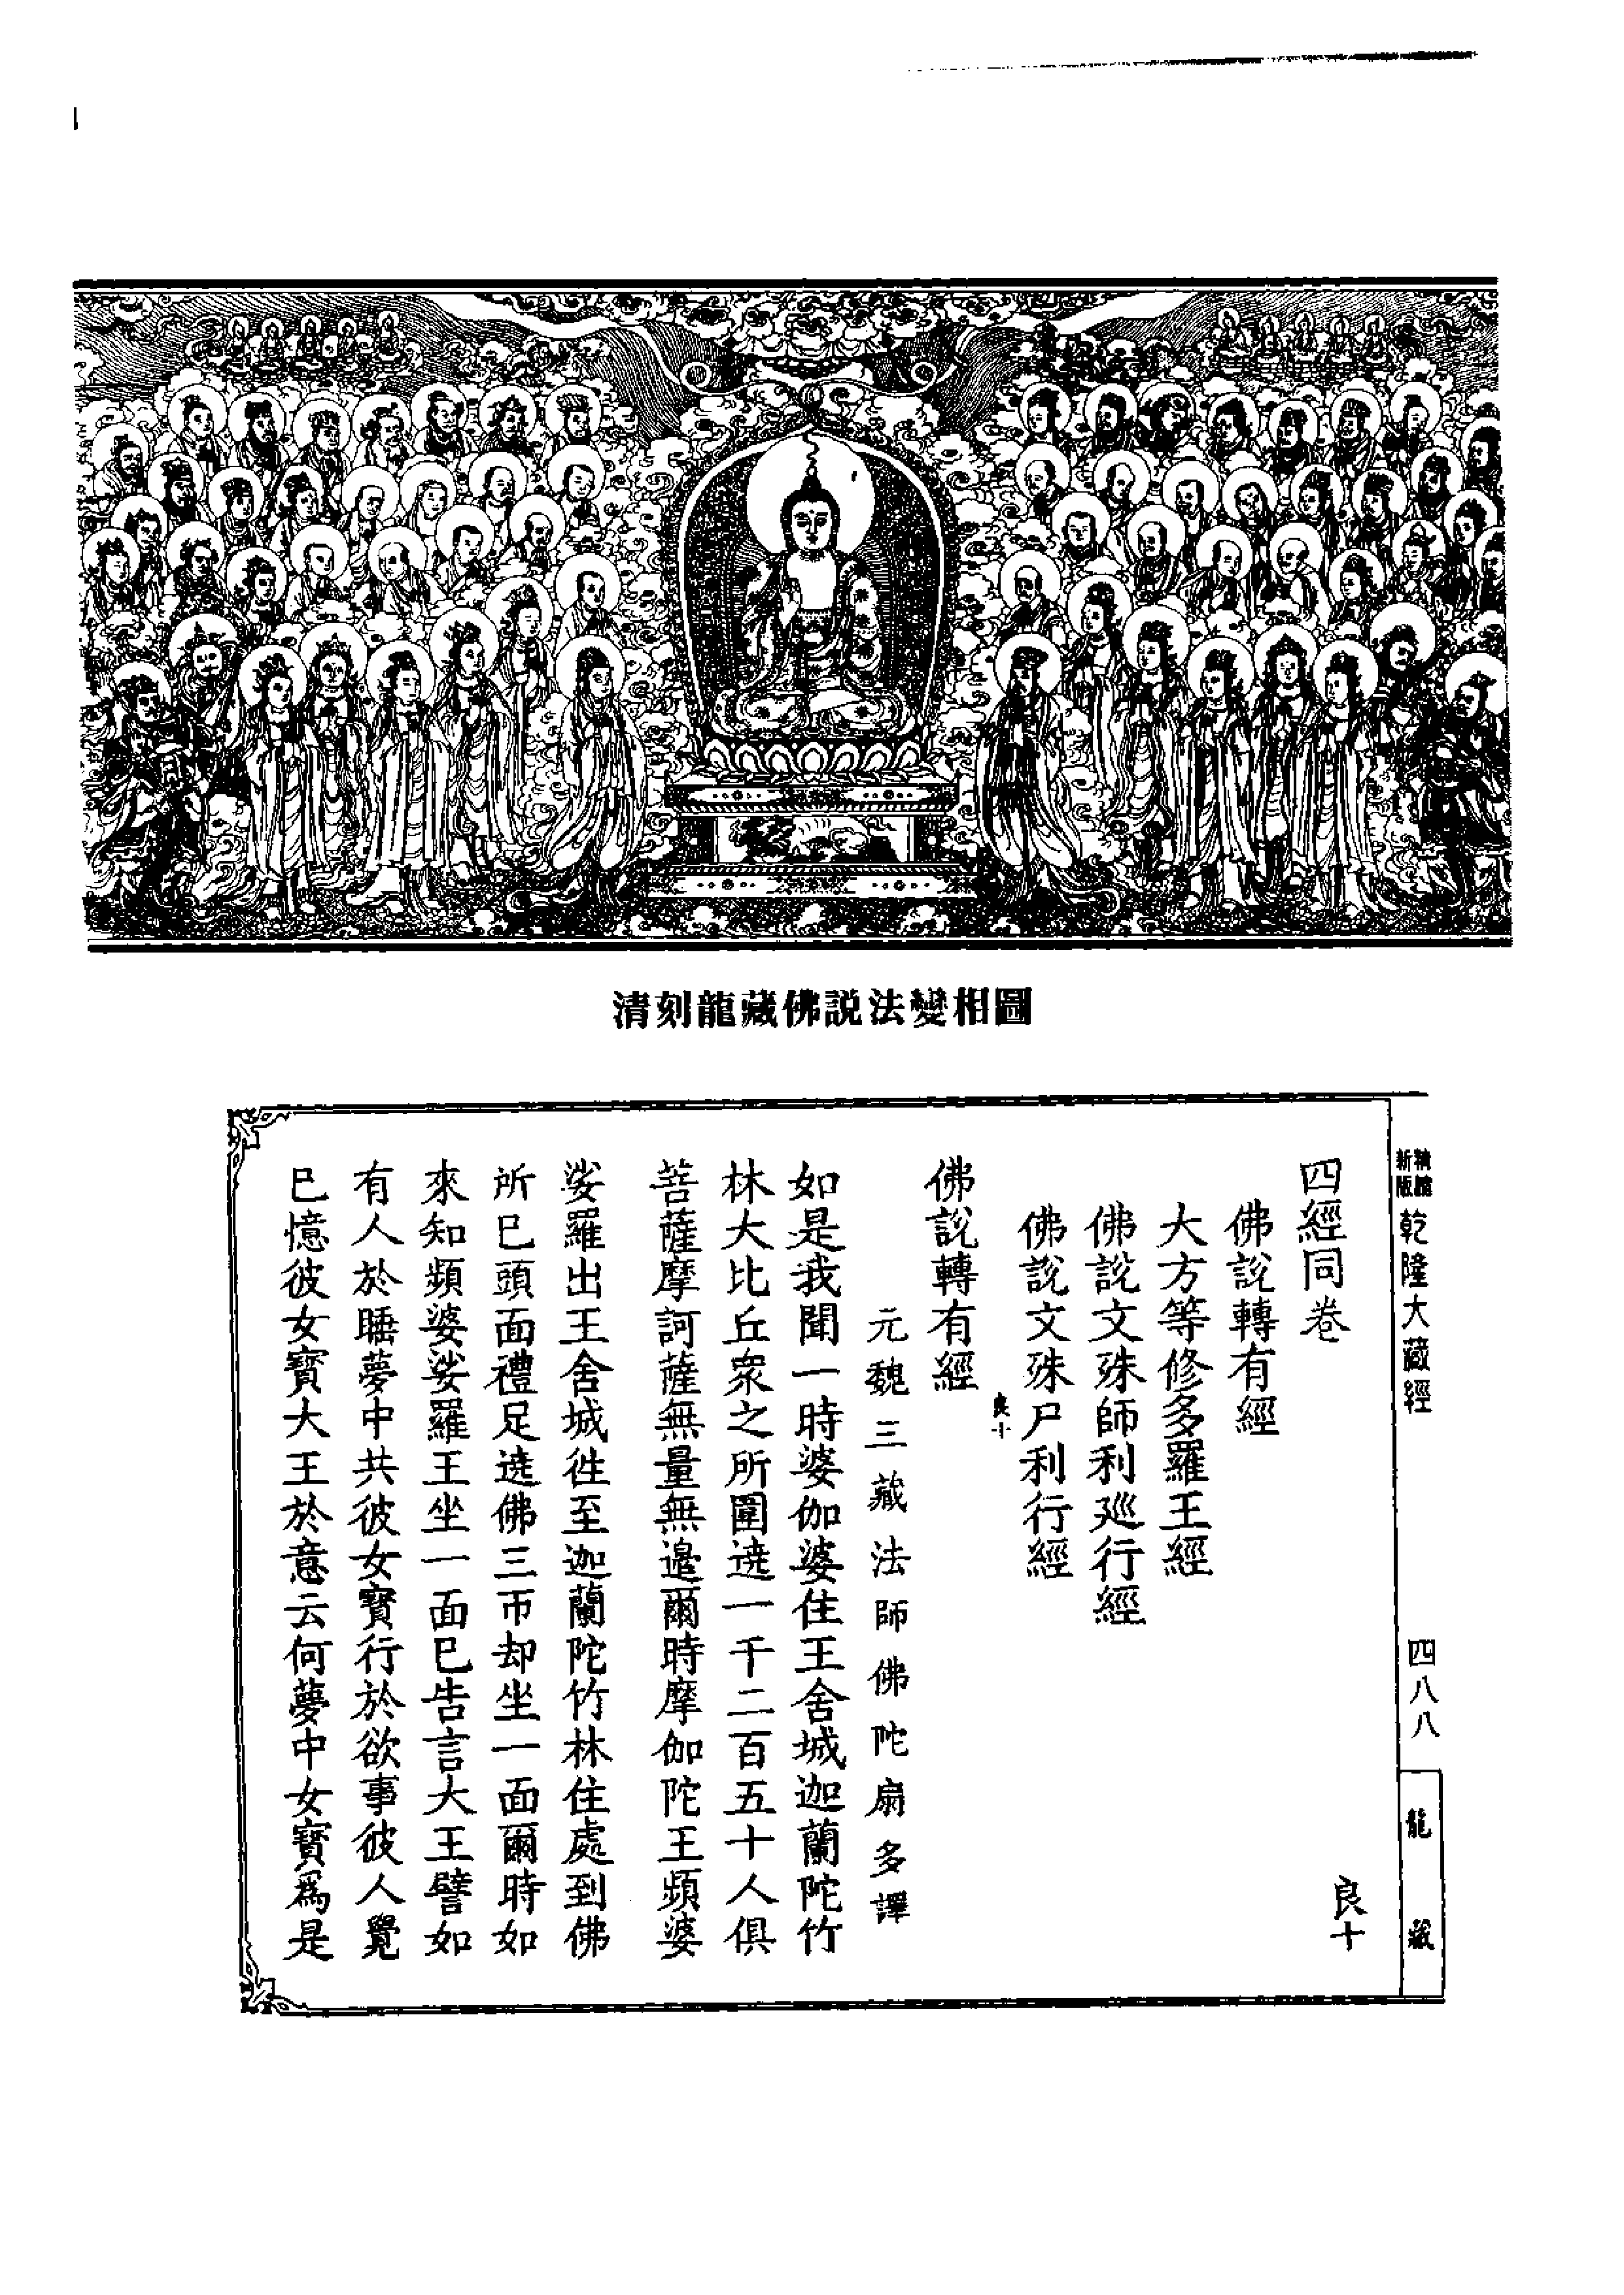 清刻龍藏佛説法變相圖
新版
乾隆大藏經
四八八
龍藏
四經同卷
良十
佛說轉有經
大方等修多羅王經
佛說文殊師利廵行經
佛說文殊尸利行經
良十
佛說轉有經
元魏三藏法師佛陀扇多譯
如是我聞一時婆伽婆住王舍城迦蘭陀竹
林大比丘眾之所圍遶一千二百五十人俱
菩薩摩訶薩無量無邊爾時摩伽陀王頻婆
娑羅出王舍城徃至迦蘭陀竹林住處到佛
所已頭面禮足遶佛三帀却坐一面爾時如
來知頻婆娑羅王坐一面已告言大王譬如
有人於睡夢中共彼女寶行於欲事彼人覺
已憶彼女寶大王於意云何夢中女寶爲是